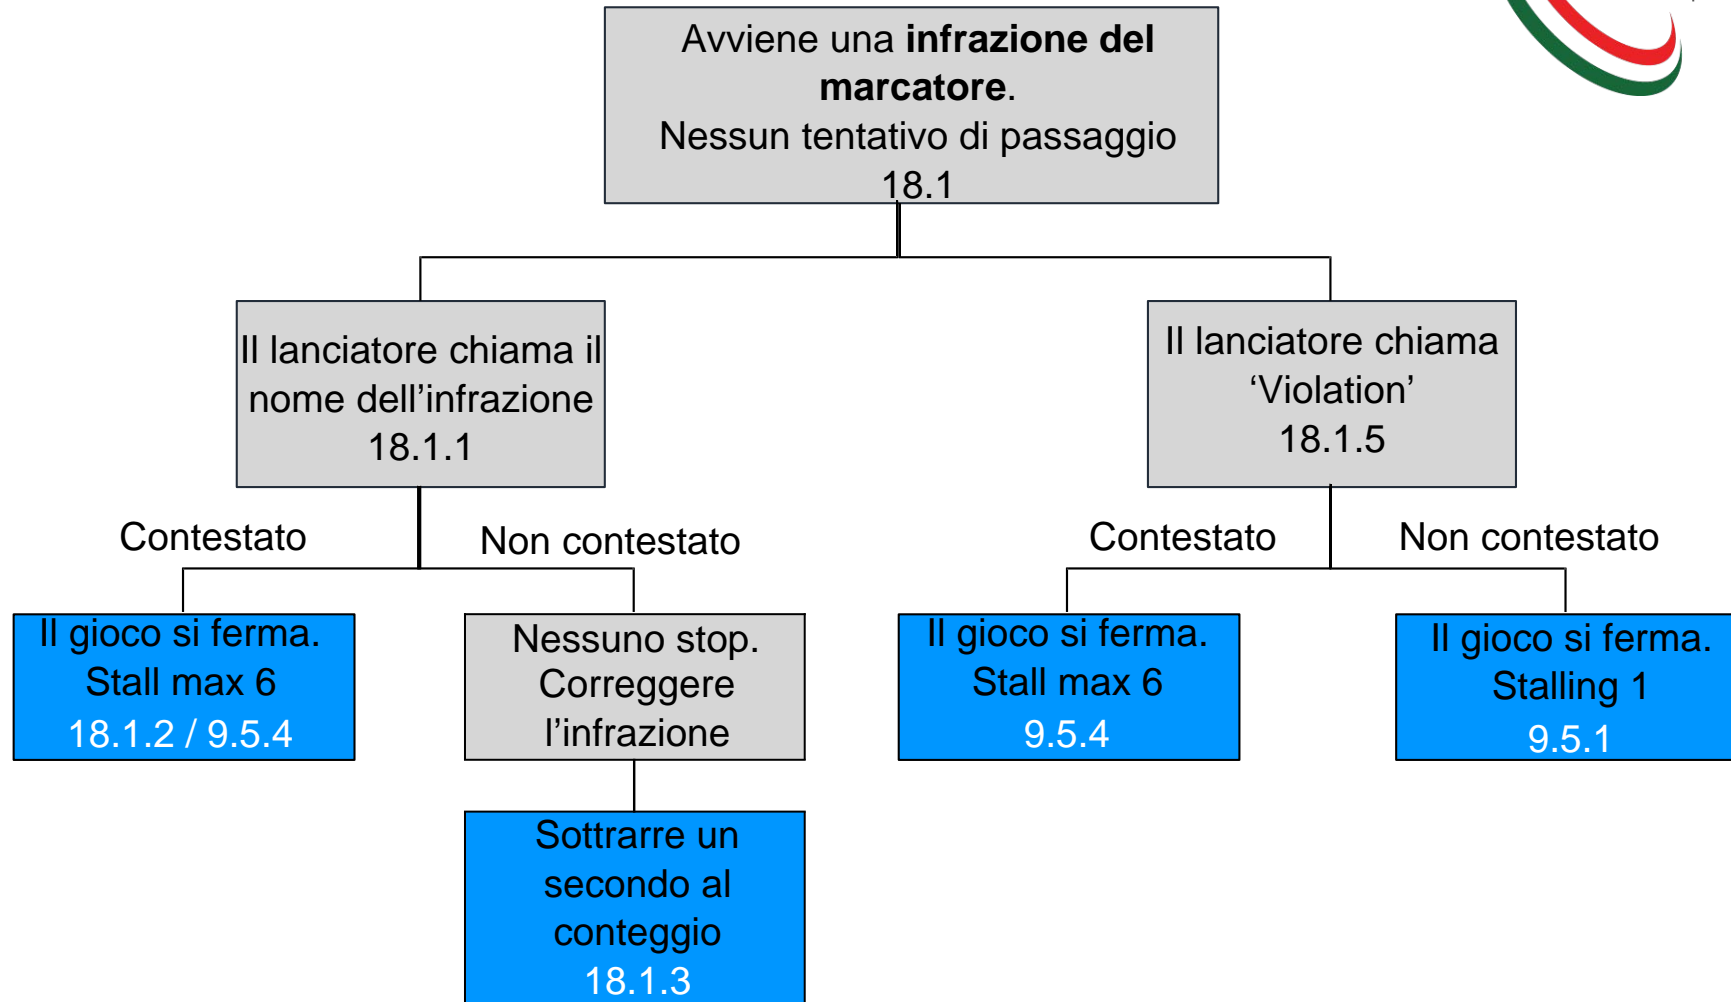 Avviene una infrazione del
marcatore.
Nessun tentativo di passaggio
18.1
Il lanciatore chiama il
nome dell’infrazione
18.1.1
Il lanciatore chiama
‘Violation’
18.1.5
Contestato
Non contestato
Contestato
Non contestato
Il gioco si ferma.
Stall max 6
18.1.2 / 9.5.4
Nessuno stop.
Correggere
l’infrazione
Il gioco si ferma.
Stall max 6
9.5.4
Il gioco si ferma.
Stalling 1
9.5.1
Sottrarre un
secondo al
conteggio
18.1.3